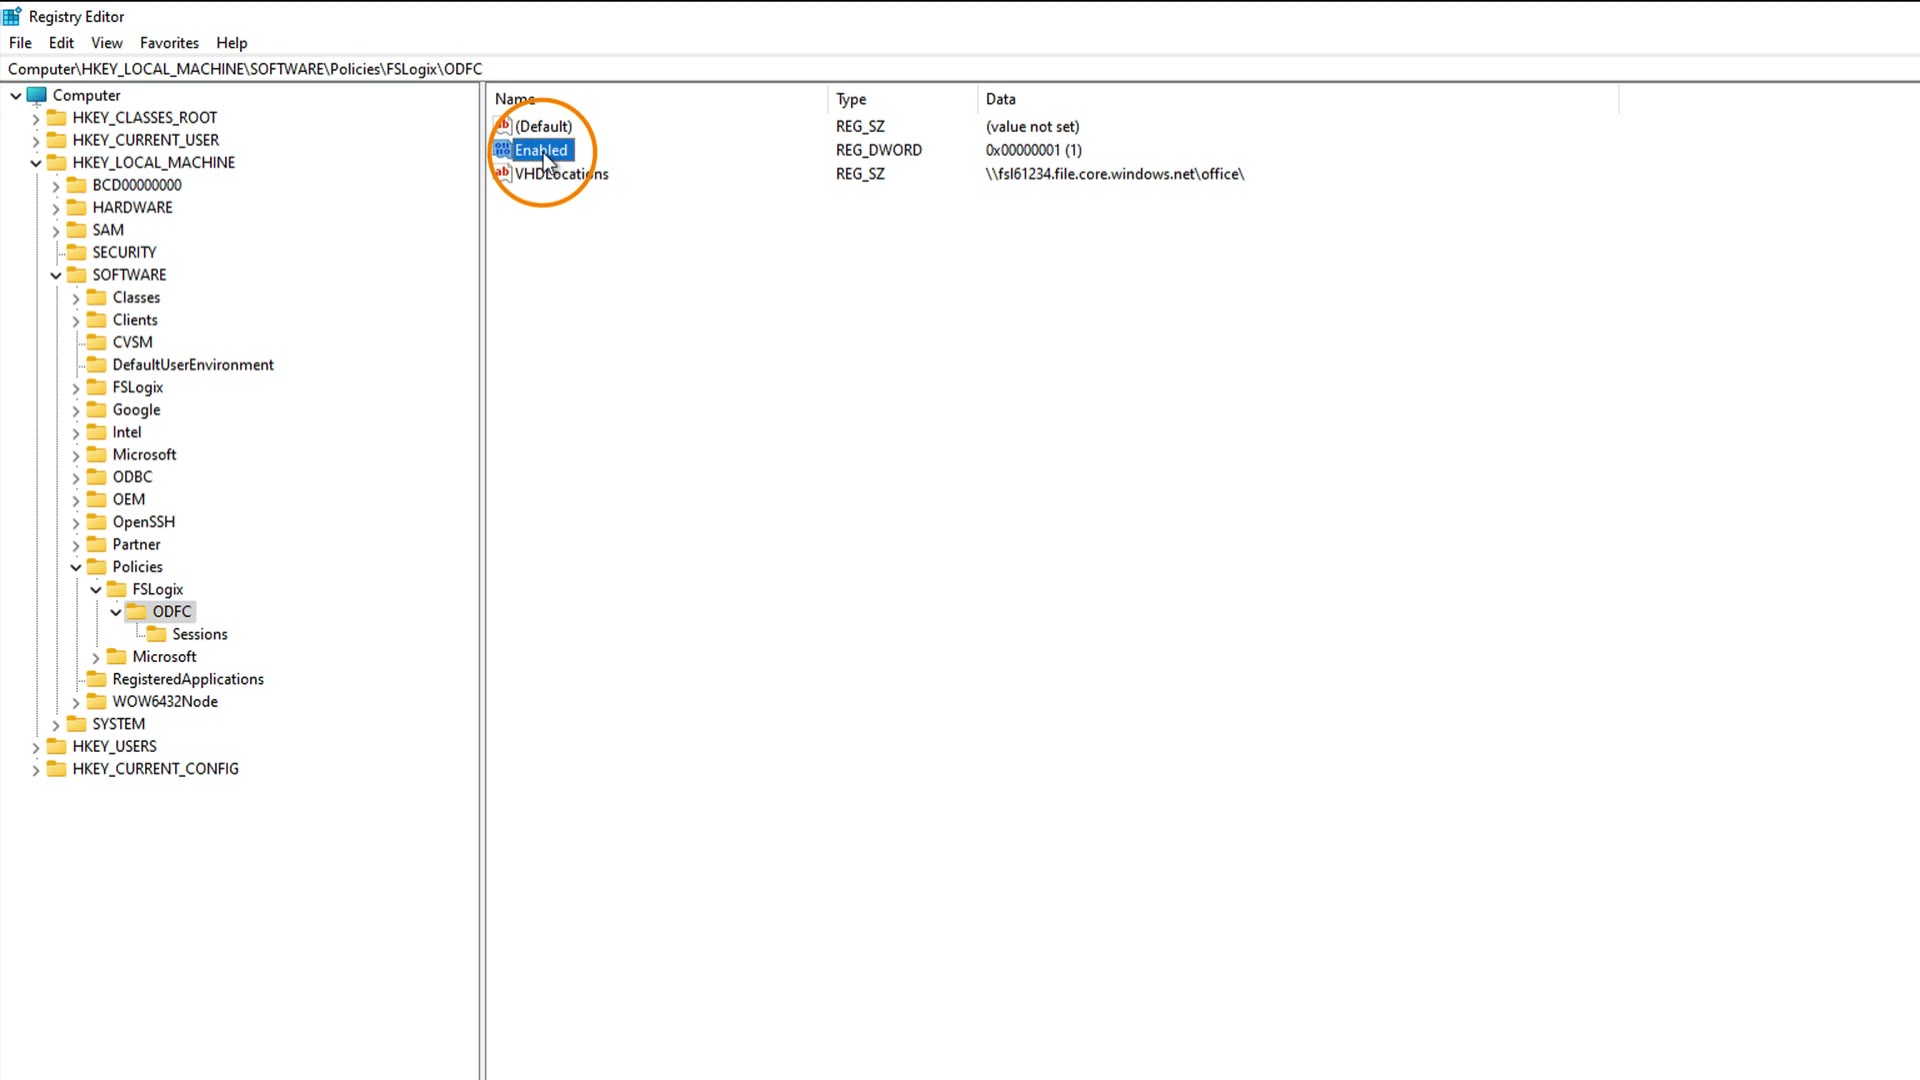 Registry Editor
File Edit View Favorites Help
Computer\HKEY_LOCAL_MACHINE\SOFTWARE\Policies\FSLogix\ODFC
Computer
HKEY_CLASSES_ROOT
HKEY_CURRENT_USER
HKEY_LOCAL_MACHINE
BCD00000000
HARDWARE
SAM
SECURITY
SOFTWARE
Classes
Clients
CVSM
DefaultUserEnvironment
FSLogix
Google
Intel
Microsoft
ODBC
OEM
OpenSSH
Partner
Policies
FSLogix
ODFC
Sessions
Microsoft
RegisteredApplications
WOW6432Node
SYSTEM
HKEY_USERS
HKEY_CURRENT_CONFIG
Name Type Data
(Default) REG_SZ (value not set)
Enabled REG_DWORD 0x00000001 (1)
VHDLocations REG_SZ \\fsl61234.file.core.windows.net\office\